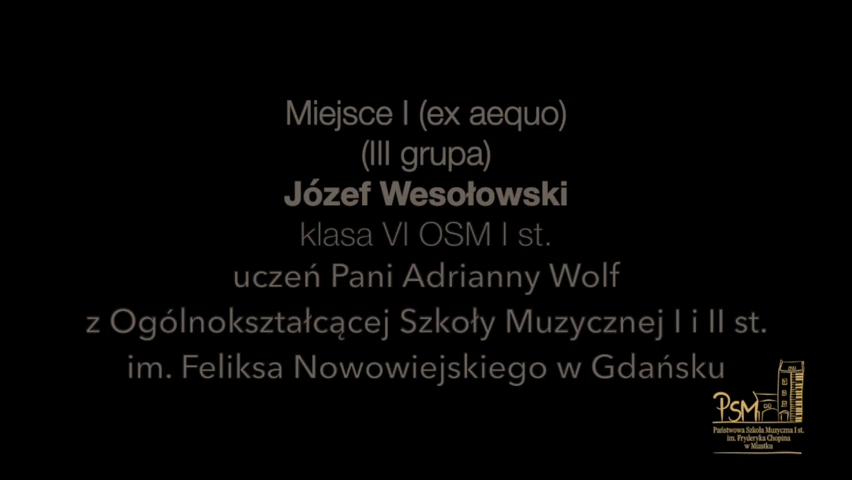 Miejsce I (ex aequo)
(III grupa)
Józef Wesołowski
klasa VI OSM I st.
uczeń Pani Adrianny Wolf
z Ogólnokształcącej Szkoły Muzycznej I i II st.
im. Feliksa Nowowiejskiego w Gdańsku
PSM
Państwowa Szkoła Muzyczna I st.
im. Fryderyka Chopina
w Miastku